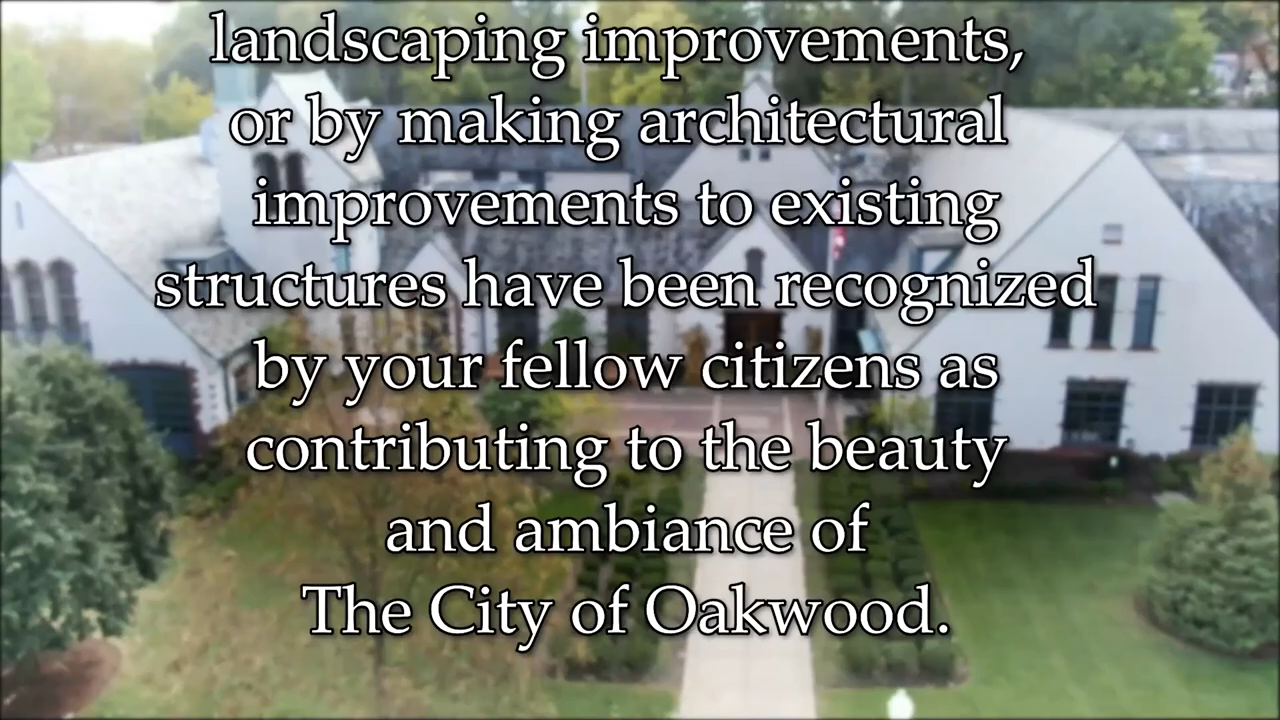 landscaping improvements,
or by making architectural
improvements to existing
structures have been recognized
by your fellow citizens as
contributing to the beauty
and ambiance of
The City of Oakwood.